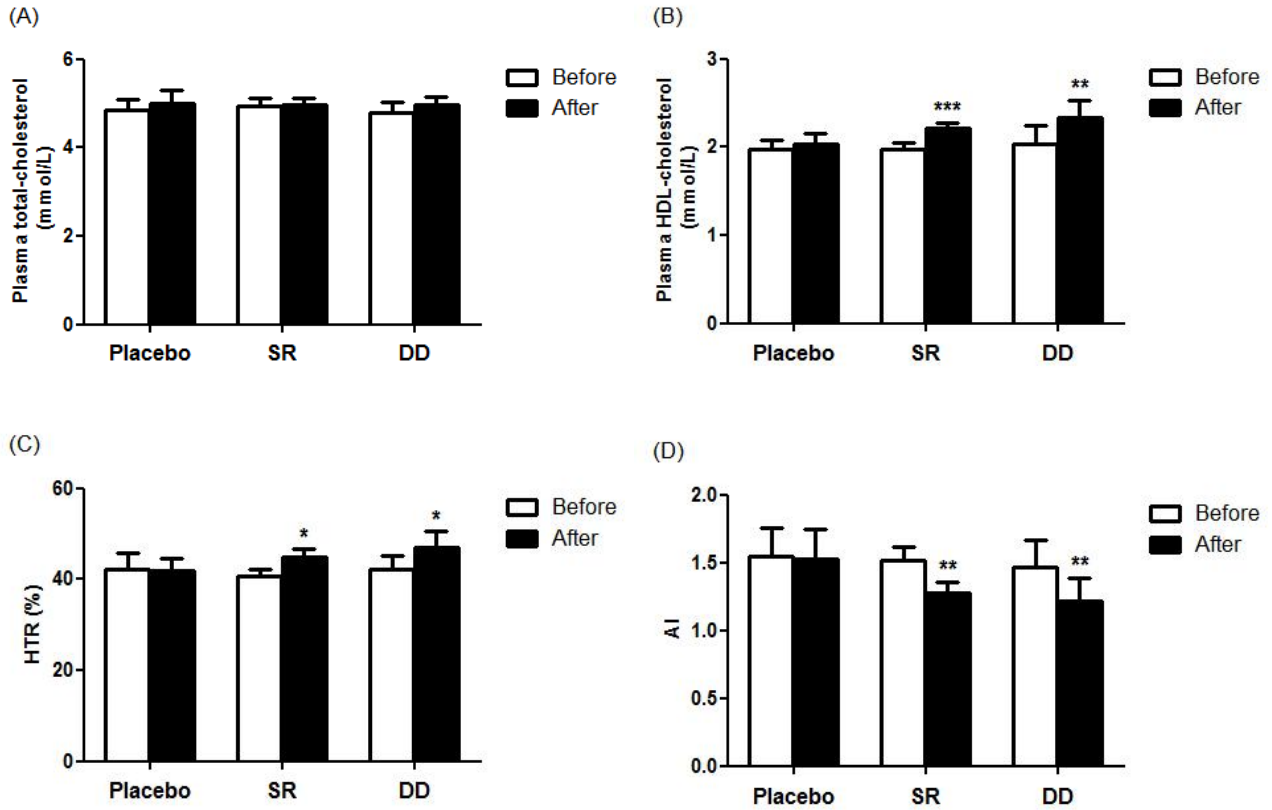 (A)
Plasma total-cholesterol
(mmol/L)
6
4
2
0
Placebo
SR
DD
Before
After
(B)
Plasma HDL-cholesterol
(mmol/L)
3
2
1
0
***
**
Placebo
SR
DD
Before
After
(C)
HTR (%)
60
40
20
0
*
*
Placebo
SR
DD
Before
After
(D)
AI
2.0
1.5
1.0
0.5
0.0
**
**
Placebo
SR
DD
Before
After